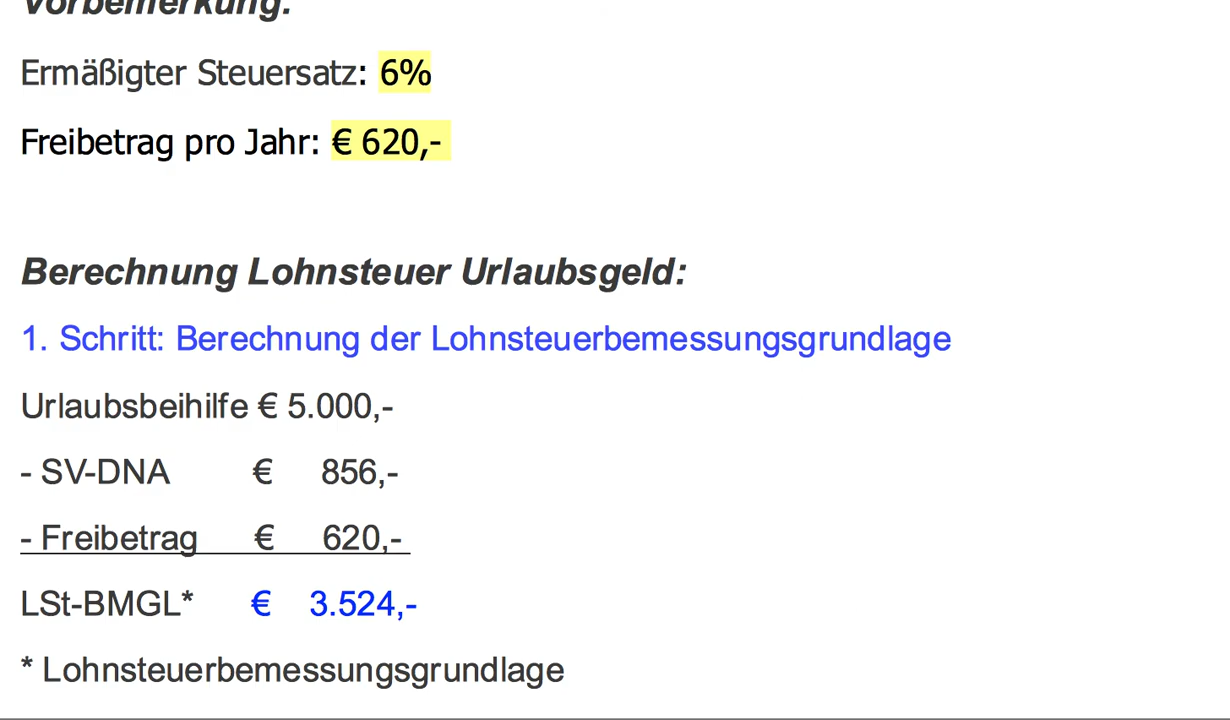 Vorbemerkung:
Ermäßigter Steuersatz: 6%
Freibetrag pro Jahr: € 620,-
Berechnung Lohnsteuer Urlaubsgeld:
1. Schritt: Berechnung der Lohnsteuerbemessungsgrundlage
Urlaubsbeihilfe € 5.000,-
- SV-DNA € 856,-
- Freibetrag € 620,-
LSt-BMGL* € 3.524,-
* Lohnsteuerbemessungsgrundlage